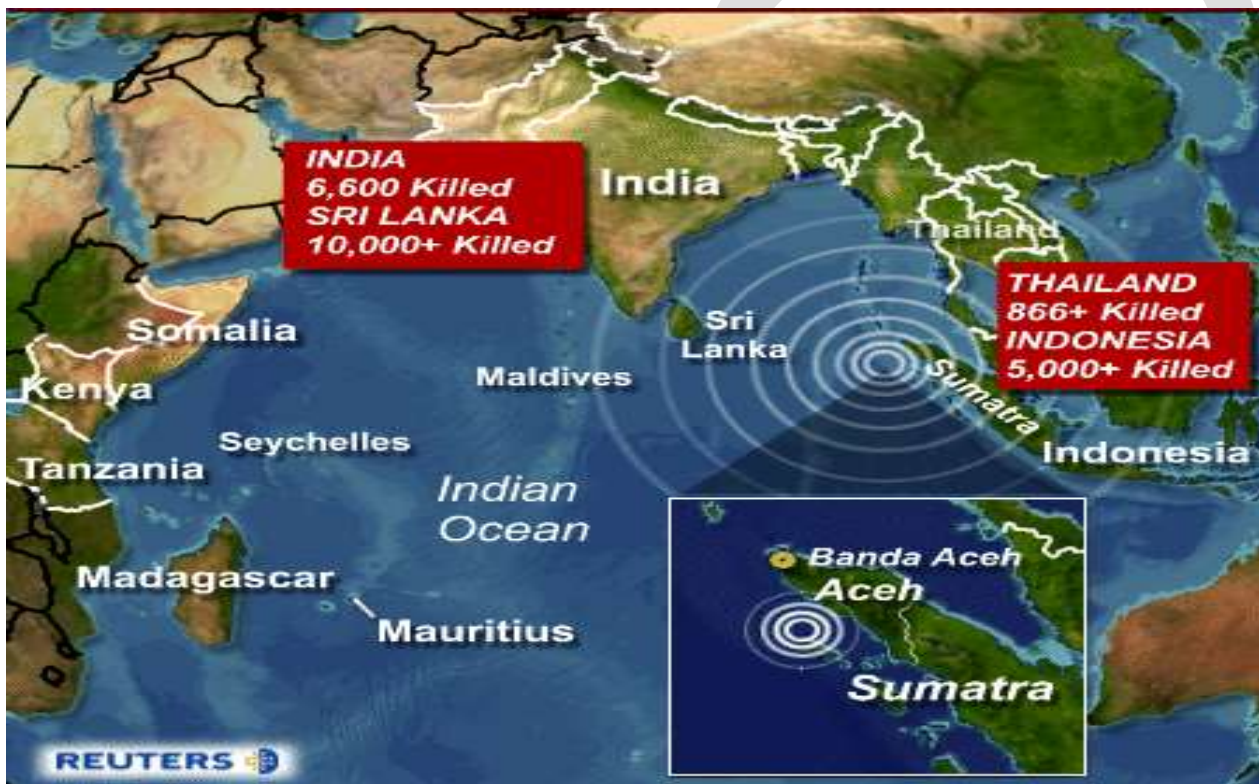 INDIA
6,600 Killed
SRI LANKA
10,000+ Killed
India
Thailand
THAILAND
866+ Killed
INDONESIA
5,000+ Killed
Somalia
Sri
Lanka
Kenya
Maldives
Sumatra
Seychelles
Indonesia
Tanzania
Indian
Ocean
Banda Aceh
Aceh
Madagascar
Mauritius
Sumatra
REUTERS